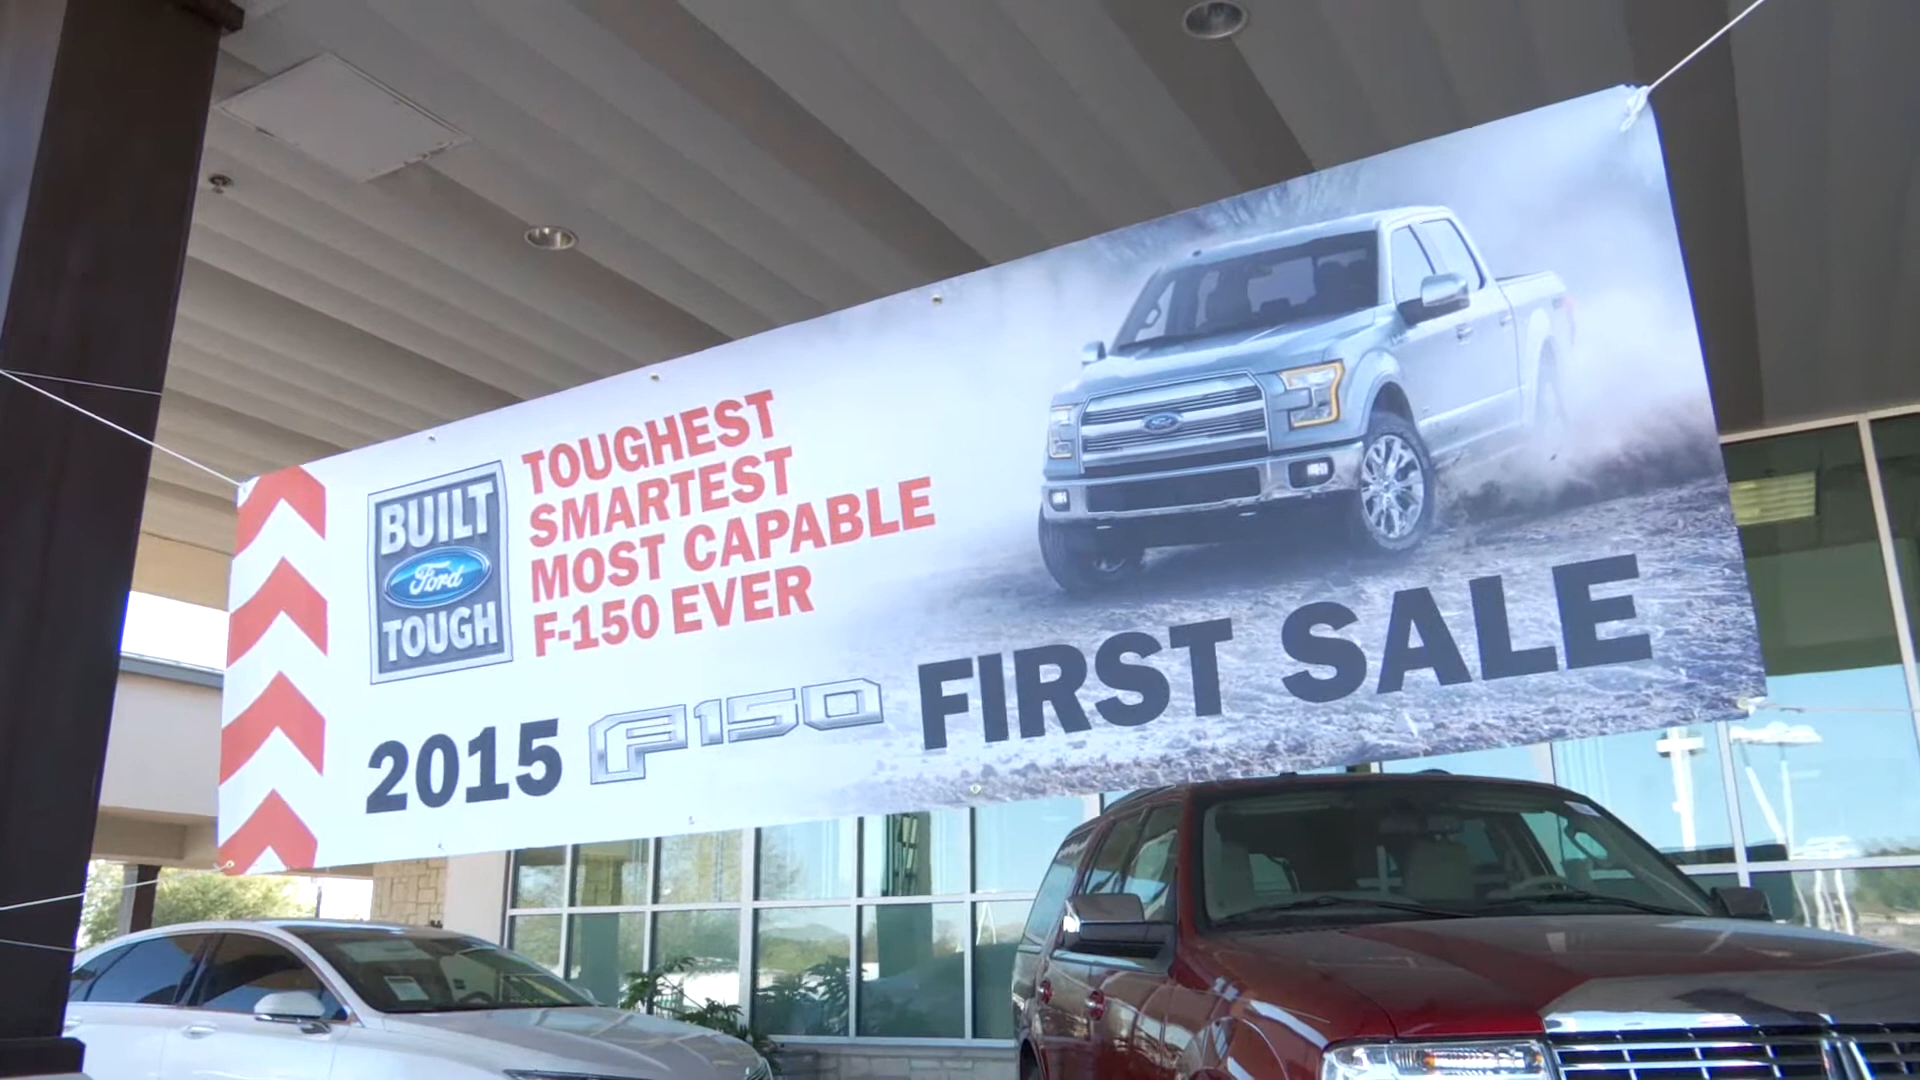 BUILT
Ford
TOUGH
TOUGHEST
SMARTEST
MOST CAPABLE
F-150 EVER
2015 F150 FIRST SALE